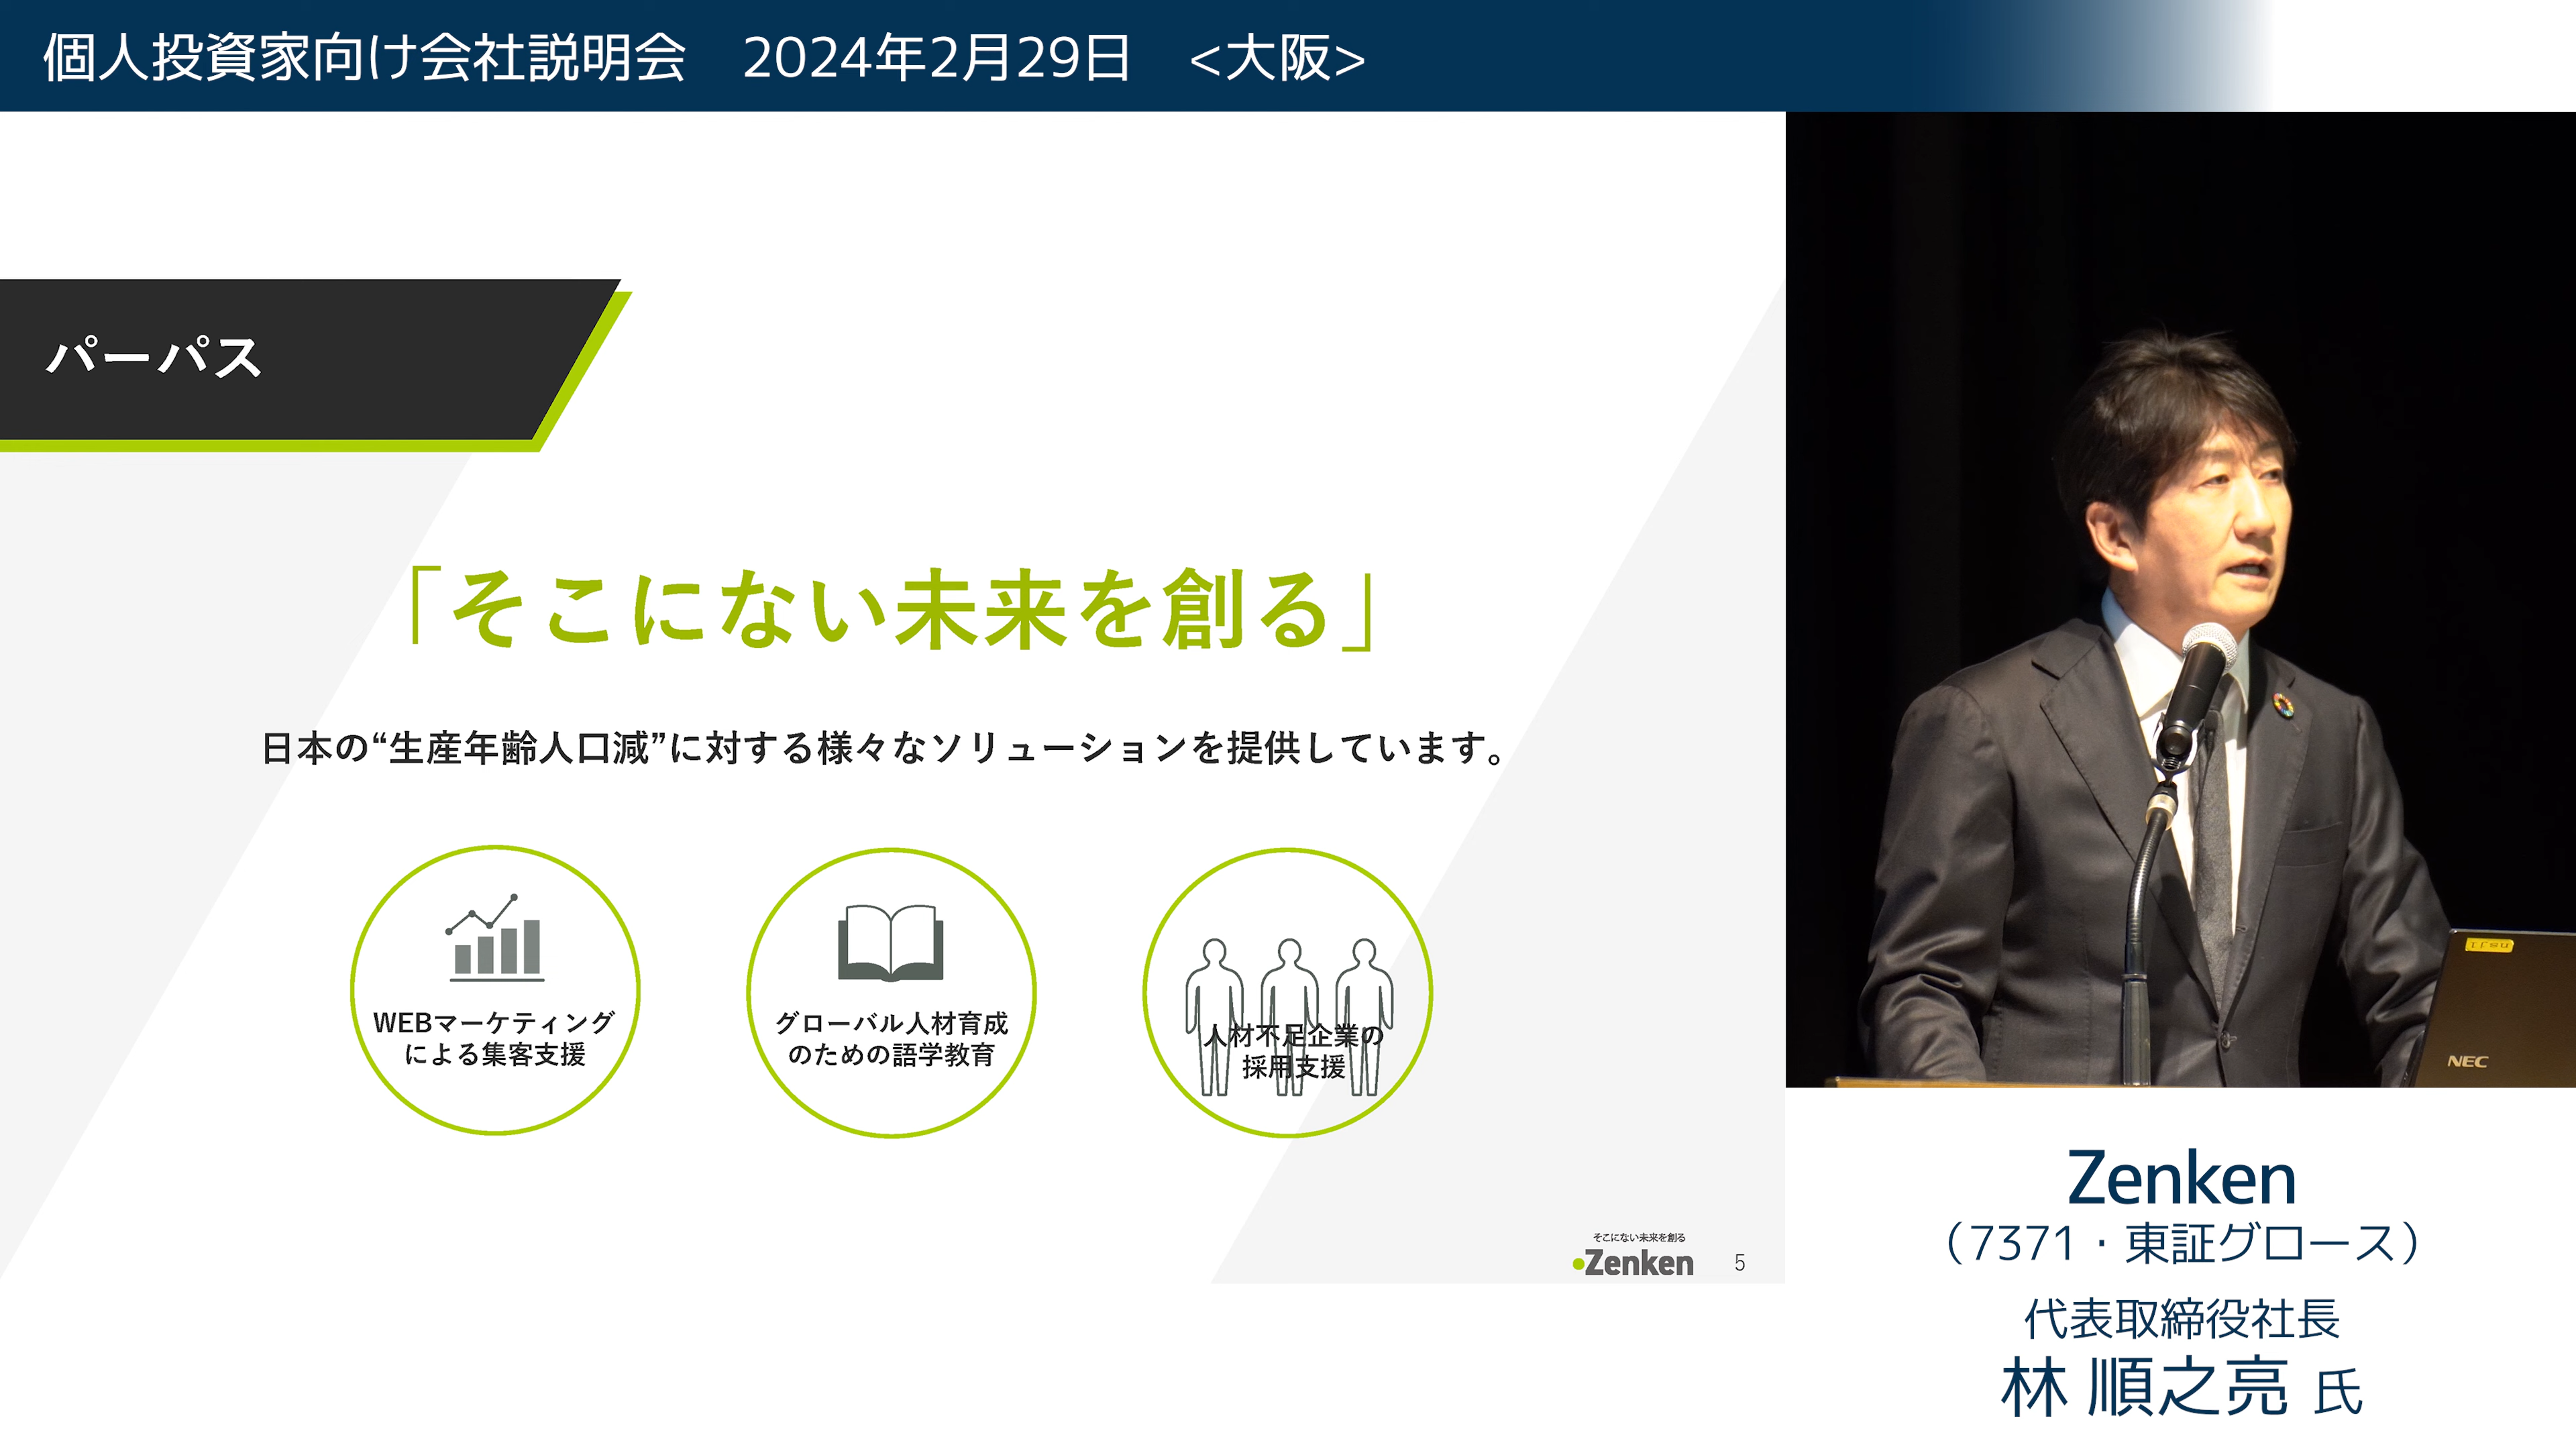 個人投資家向け会社説明会　2024年2月29日　<大阪>
パーパス
「そこにない未来を創る」
日本の“生産年齢人口減”に対する様々なソリューションを提供しています。
WEBマーケティング
による集客支援
グローバル人材育成
のための語学教育
人材不足企業の
採用支援
そこにない未来を創る
Zenken
5
NEC
Zenken
（7371・東証グロース）
代表取締役社長
林 順之亮 氏